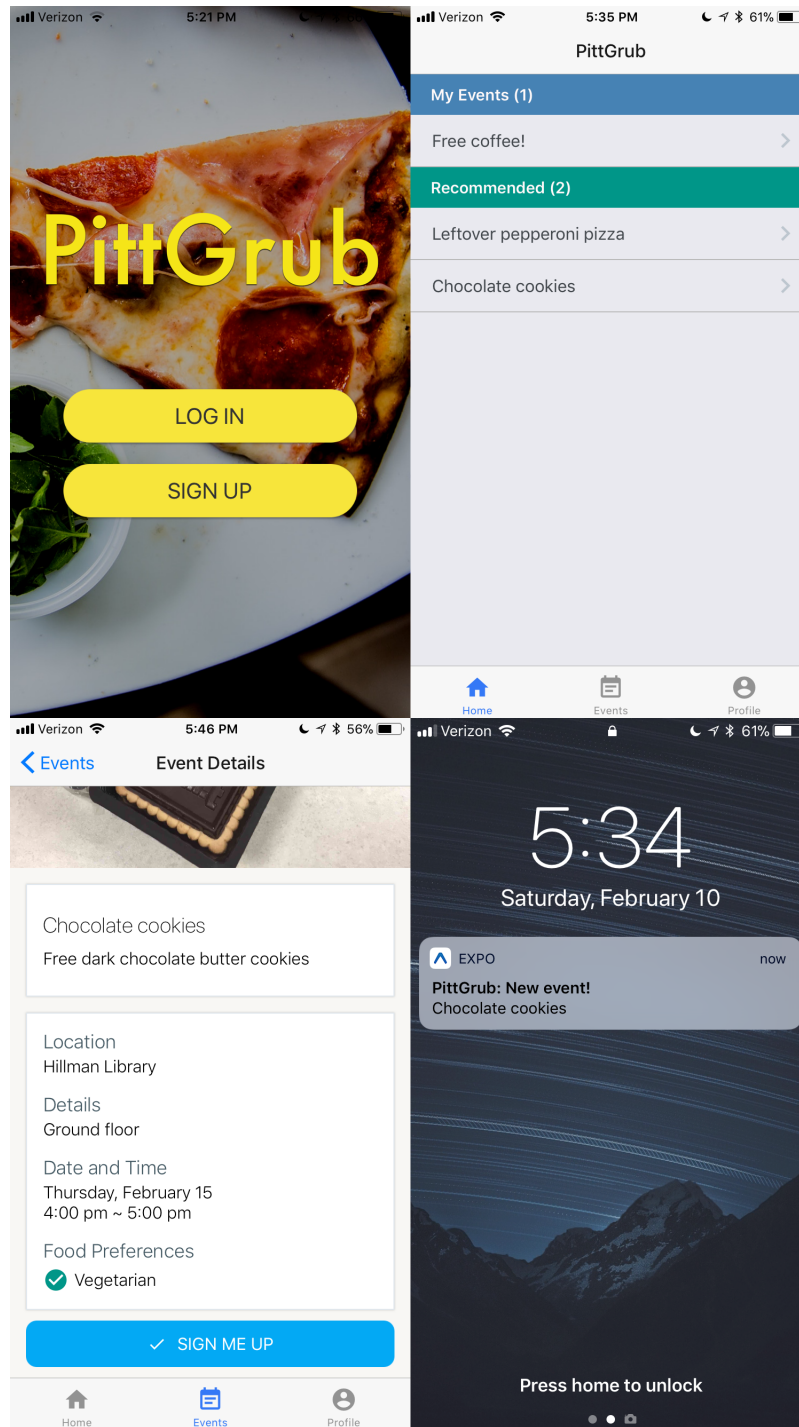 Verizon 5:21 PM
PittGrub
LOG IN
SIGN UP
Verizon 5:35 PM 61%
PittGrub
My Events (1)
Free coffee!
Recommended (2)
Leftover pepperoni pizza
Chocolate cookies
Home Events Profile
Verizon 5:46 PM 56%
Events Event Details
Chocolate cookies
Free dark chocolate butter cookies
Location
Hillman Library
Details
Ground floor
Date and Time
Thursday, February 15
4:00 pm ~ 5:00 pm
Food Preferences
Vegetarian
SIGN ME UP
Home Events Profile
Verizon 61%
5:34
Saturday, February 10
EXPO now
PittGrub: New event!
Chocolate cookies
Press home to unlock